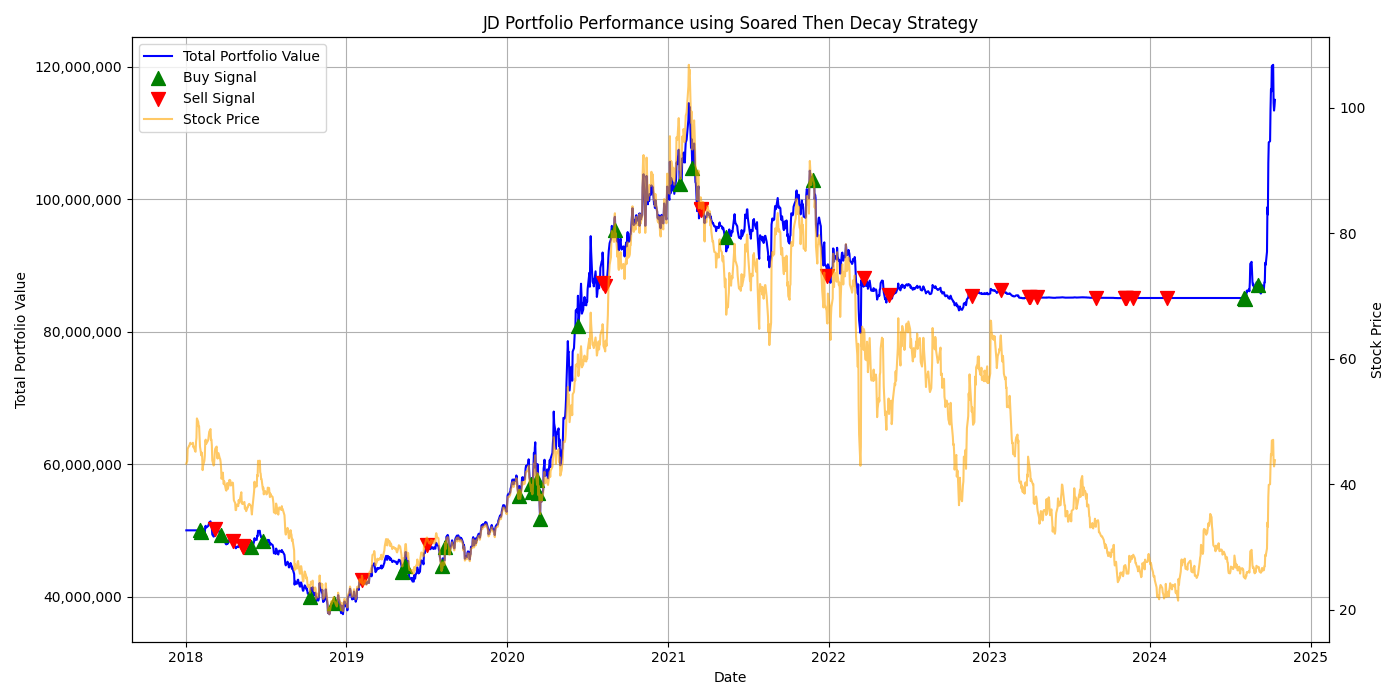 JD Portfolio Performance using Soared Then Decay Strategy
Total Portfolio Value
Buy Signal
Sell Signal
Stock Price
120,000,000
100,000,000
80,000,000
60,000,000
40,000,000
Total Portfolio Value
100
80
60
40
20
Stock Price
2018
2019
2020
2021
2022
2023
2024
2025
Date